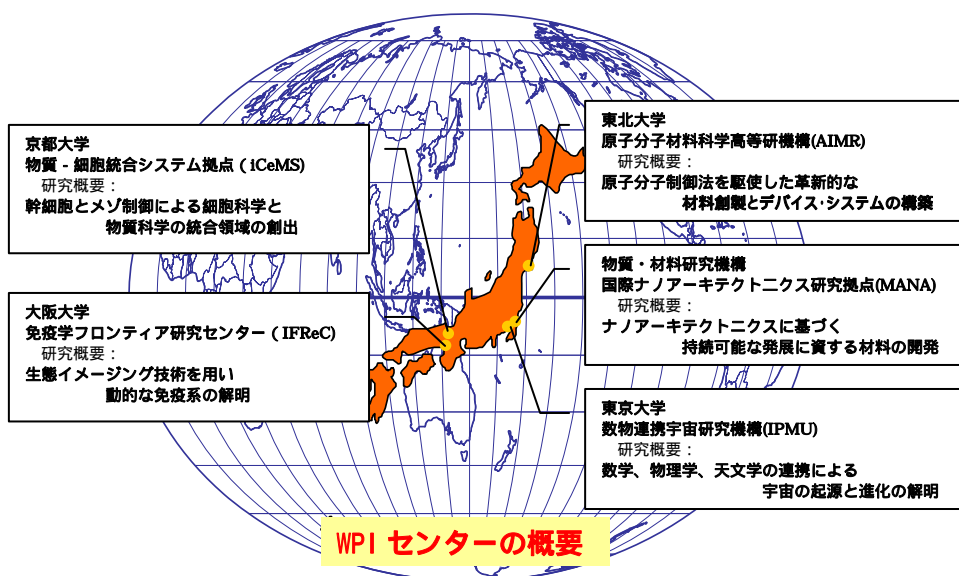 京都大学
物質－細胞統合システム拠点（iCeMS)
研究概要：
幹細胞とメゾ制御による細胞科学と
物質科学の統合領域の創出
大阪大学
免疫学フロンティア研究センター（IFReC)
研究概要：
生態イメージング技術を用い
動的な免疫系の解明
東北大学
原子分子材料科学高等研機構(AIMR)
研究概要：
原子分子制御法を駆使した革新的な
材料創製とデバイス･システムの構築
物質・材料研究機構
国際ナノアーキテクトニクス研究拠点(MANA)
研究概要：
ナノアーキテクトニクスに基づく
持続可能な発展に資する材料の開発
東京大学
数物連携宇宙研究機構(IPMU)
研究概要：
数学、物理学、天文学の連携による
宇宙の起源と進化の解明
WPI センターの概要